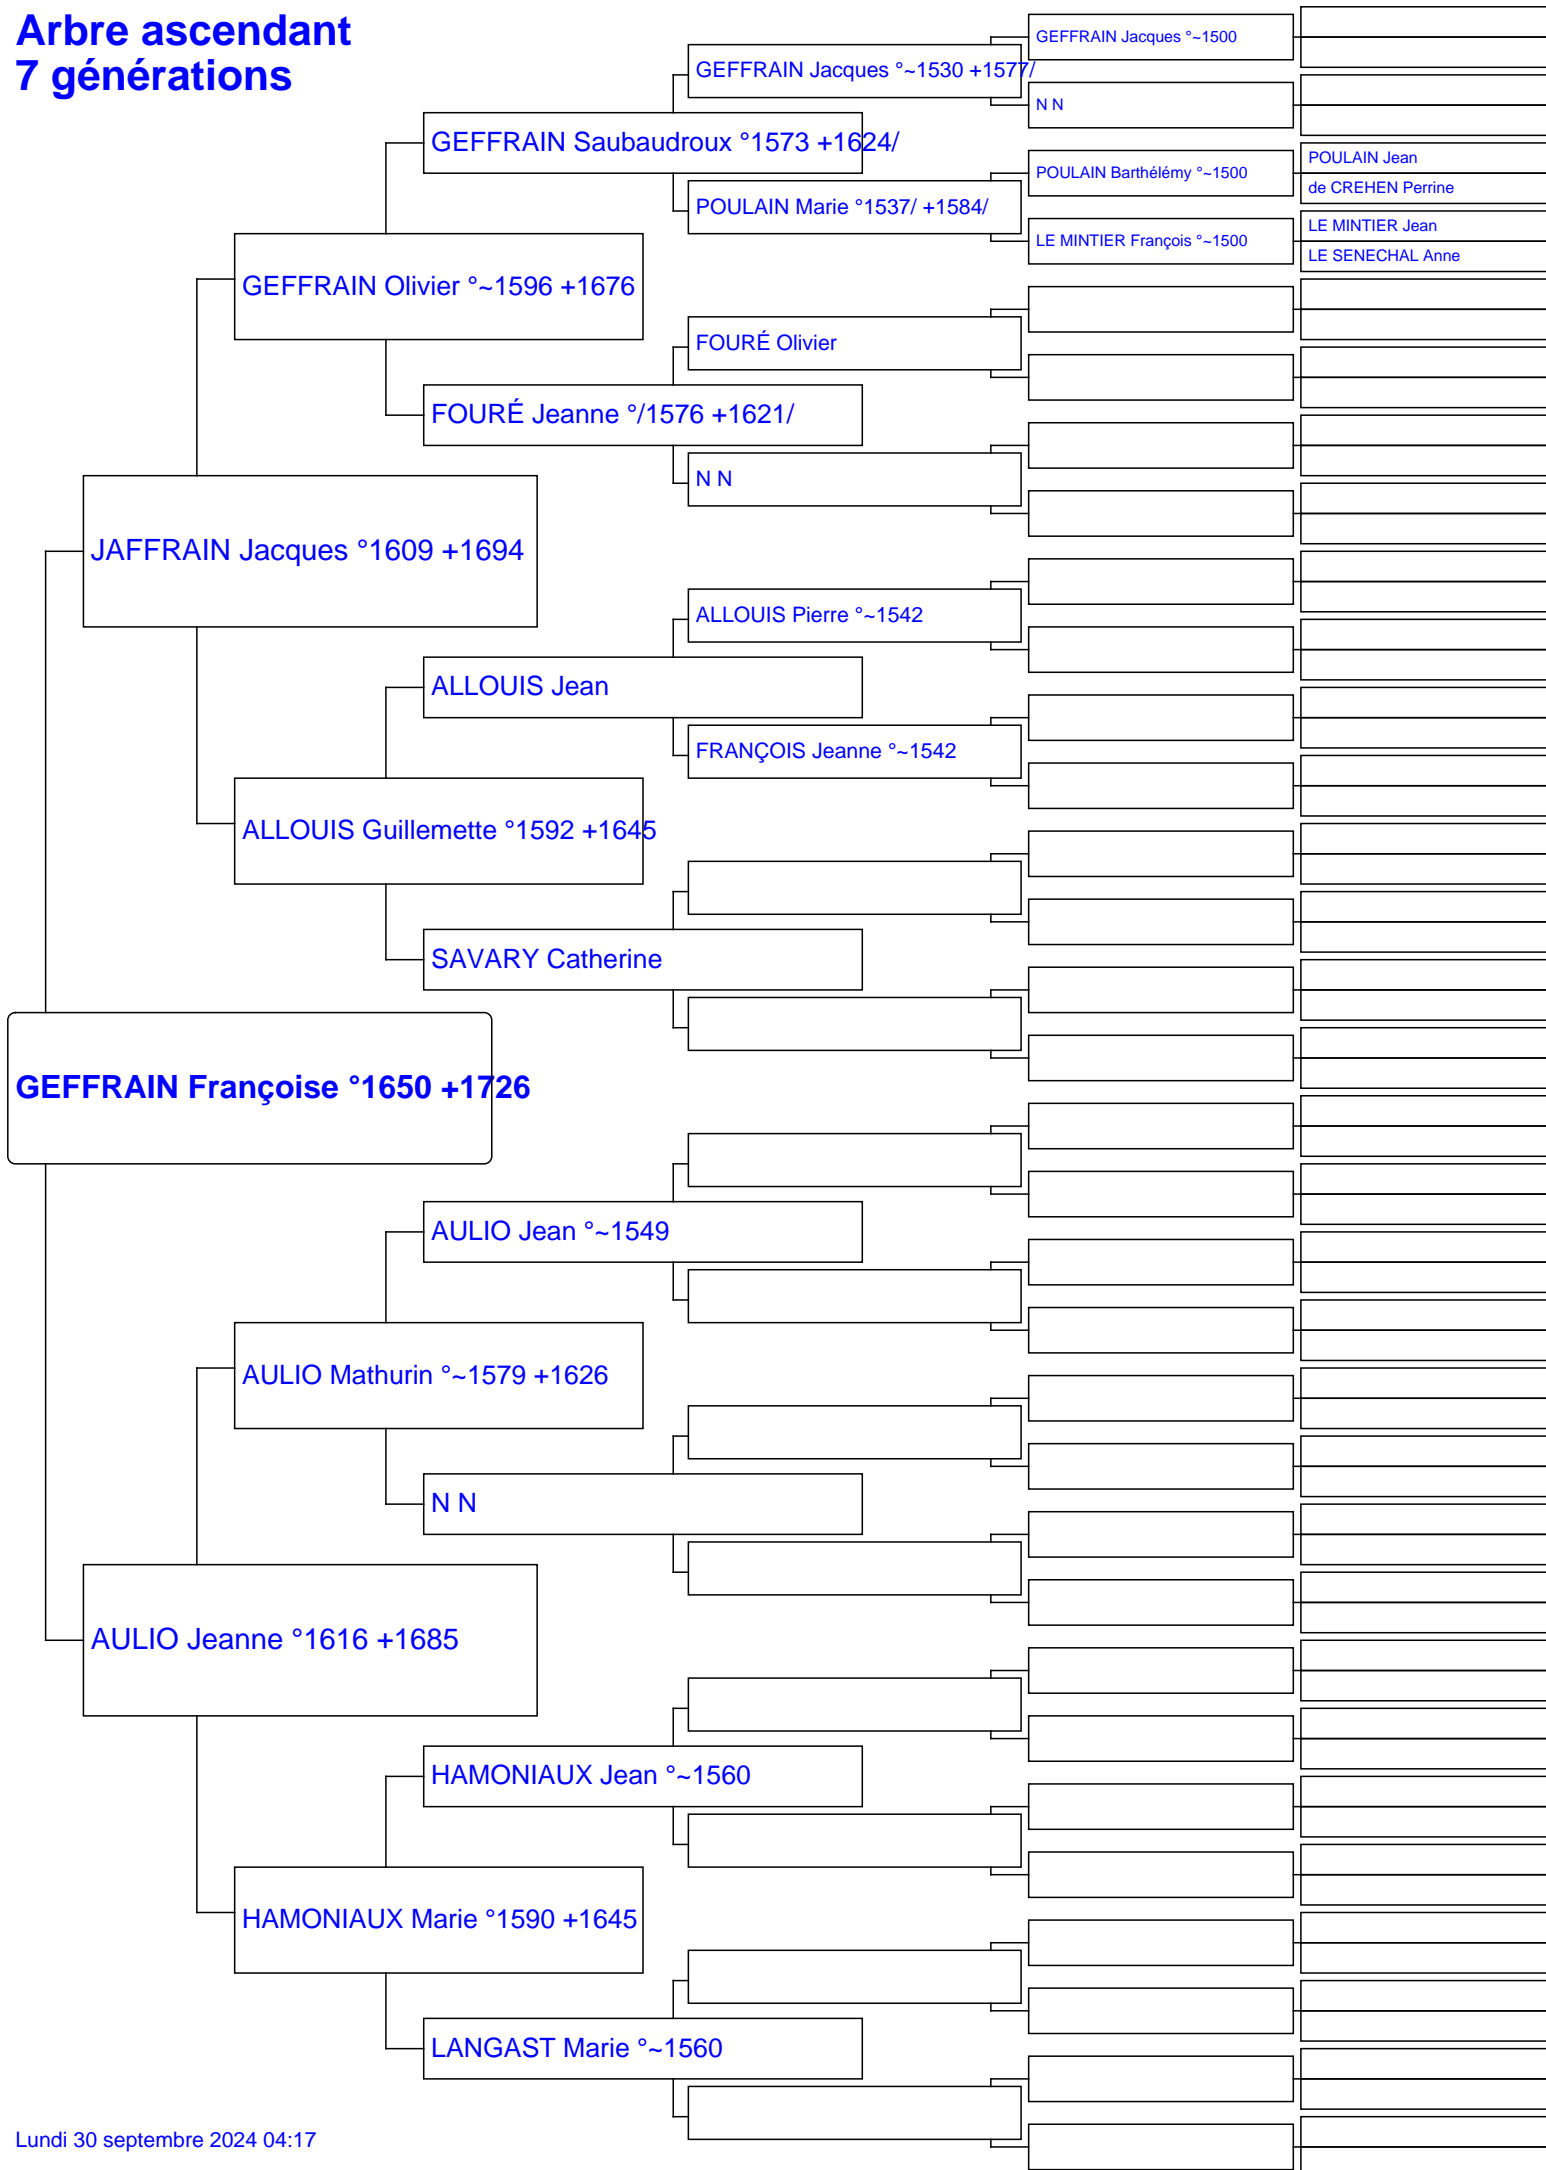 Arbre ascendant
7 générations
GEFFRAIN Jacques °~1500
GEFFRAIN Jacques °~1530 +1577/
N N
GEFFRAIN Saubaudroux °1573 +1624/
POULAIN Jean
POULAIN Barthélémy °~1500
de CREHEN Perrine
POULAIN Marie °1537/ +1584/
LE MINTIER Jean
LE MINTIER François °~1500
LE SENECHAL Anne
GEFFRAIN Olivier °~1596 +1676
FOURÉ Olivier
FOURÉ Jeanne °/1576 +1621/
N N
JAFFRAIN Jacques °1609 +1694
ALLOUIS Pierre °~1542
ALLOUIS Jean
FRANÇOIS Jeanne °~1542
ALLOUIS Guillemette °1592 +1645
SAVARY Catherine
GEFFRAIN Françoise °1650 +1726
AULIO Jean °~1549
AULIO Mathurin °~1579 +1626
N N
AULIO Jeanne °1616 +1685
HAMONIAUX Jean °~1560
HAMONIAUX Marie °1590 +1645
LANGAST Marie °~1560
Lundi 30 septembre 2024 04:17